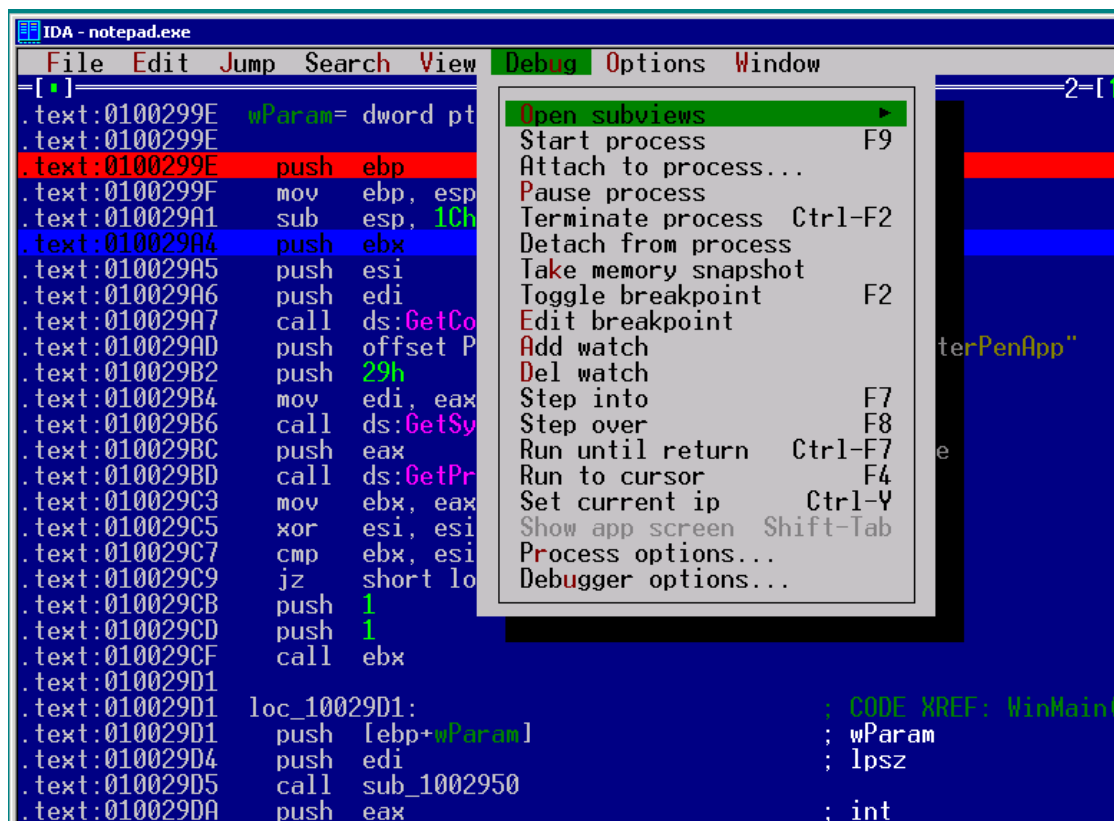 IDA - notepad.exe
File Edit Jump Search View Debug Options Window
=[▪]= 2=[
.text:0100299E wParam= dword pt Open subviews ►
.text:0100299E Start process F9
.text:0100299E push ebp Attach to process...
.text:0100299F mov ebp, esp Pause process
.text:010029A1 sub esp, 1Ch Terminate process Ctrl-F2
.text:010029A4 push ebx Detach from process
.text:010029A5 push esi Take memory snapshot
.text:010029A6 push edi Toggle breakpoint F2
.text:010029A7 call ds:GetCo Edit breakpoint
.text:010029AD push offset P Add watch terPenApp"
.text:010029B2 push 29h Del watch
.text:010029B4 mov edi, eax Step into F7
.text:010029B6 call ds:GetSy Step over F8
.text:010029BC push eax Run until return Ctrl-F7 e
.text:010029BD call ds:GetPr Run to cursor F4
.text:010029C3 mov ebx, eax Set current ip Ctrl-Y
.text:010029C5 xor esi, esi Show app screen Shift-Tab
.text:010029C7 cmp ebx, esi Process options...
.text:010029C9 jz short lo Debugger options...
.text:010029CB push 1
.text:010029CD push 1
.text:010029CF call ebx
.text:010029D1
.text:010029D1 loc_10029D1: ; CODE XREF: WinMain(
.text:010029D1 push [ebp+wParam] ; wParam
.text:010029D4 push edi ; lpsz
.text:010029D5 call sub_1002950
.text:010029DA push eax ; int